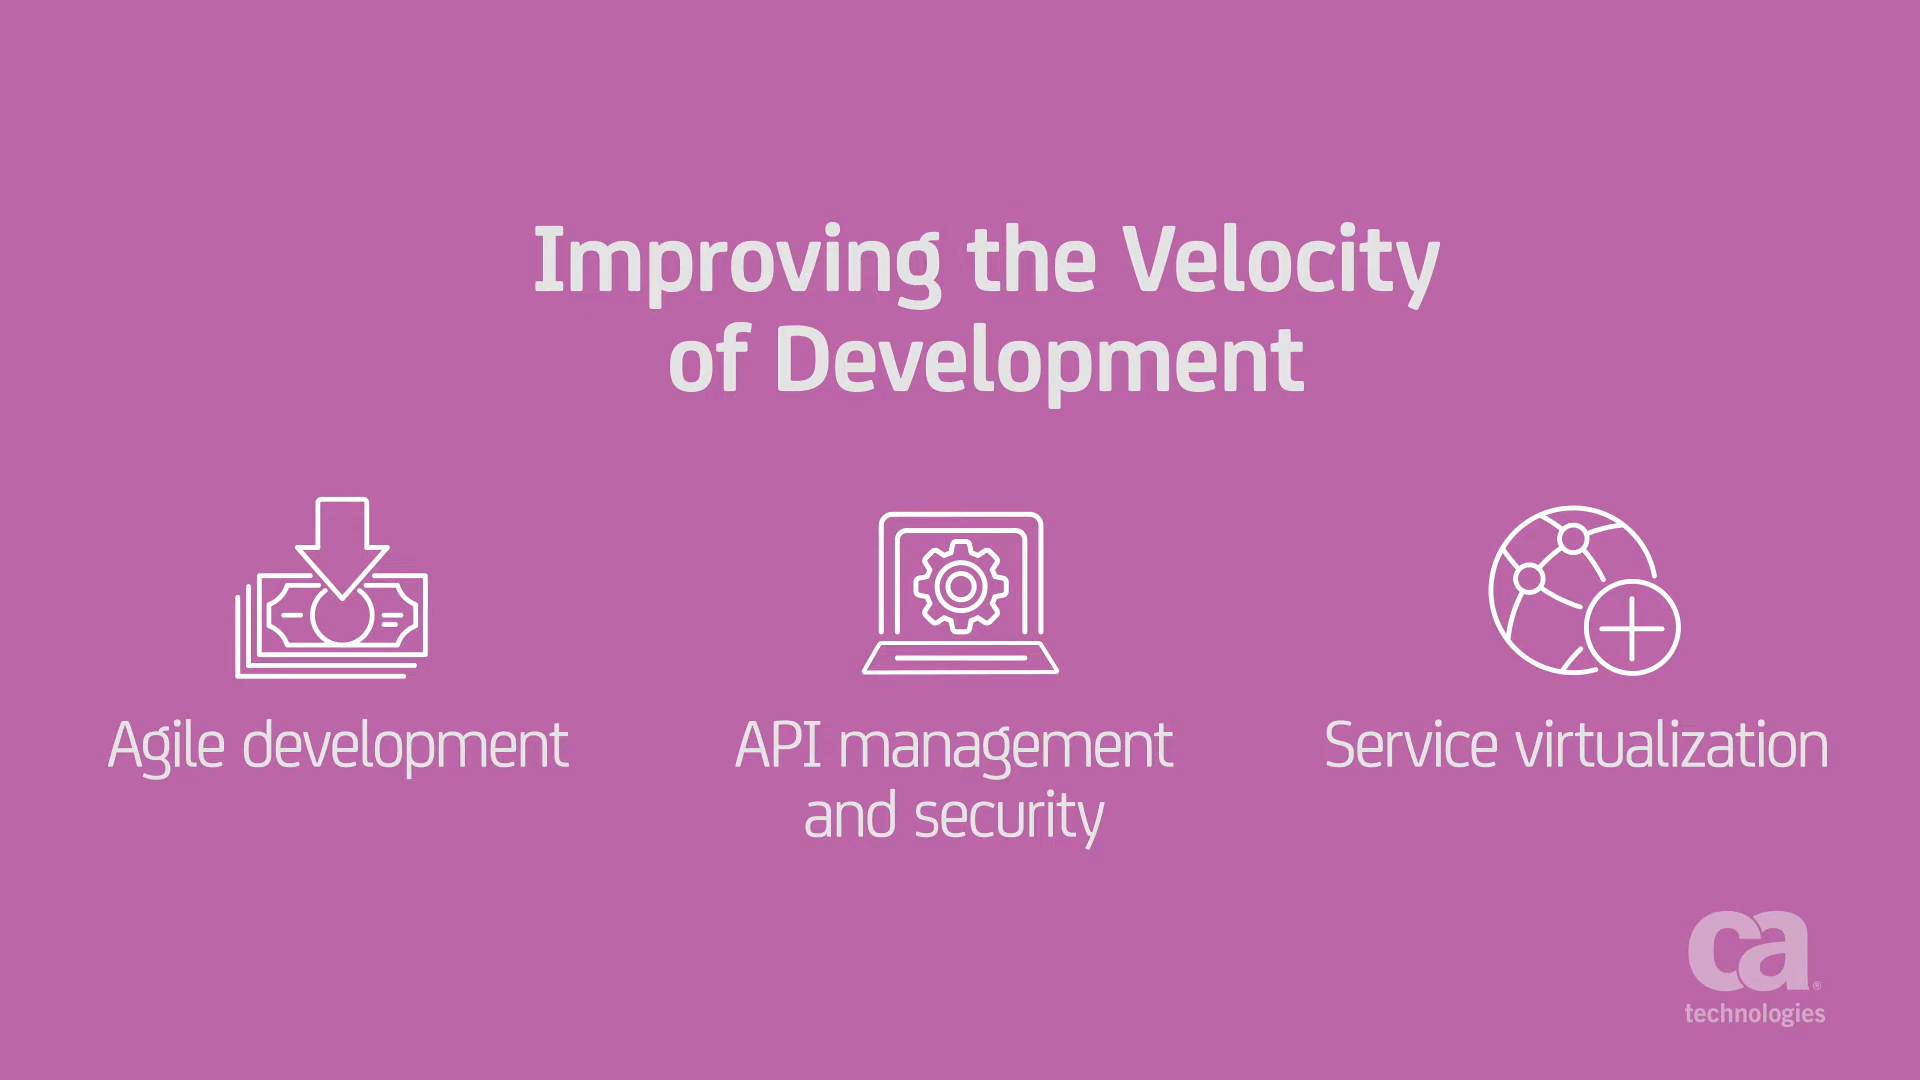 Improving the Velocity
of Development
Agile development
API management
and security
Service virtualization
ca®
technologies